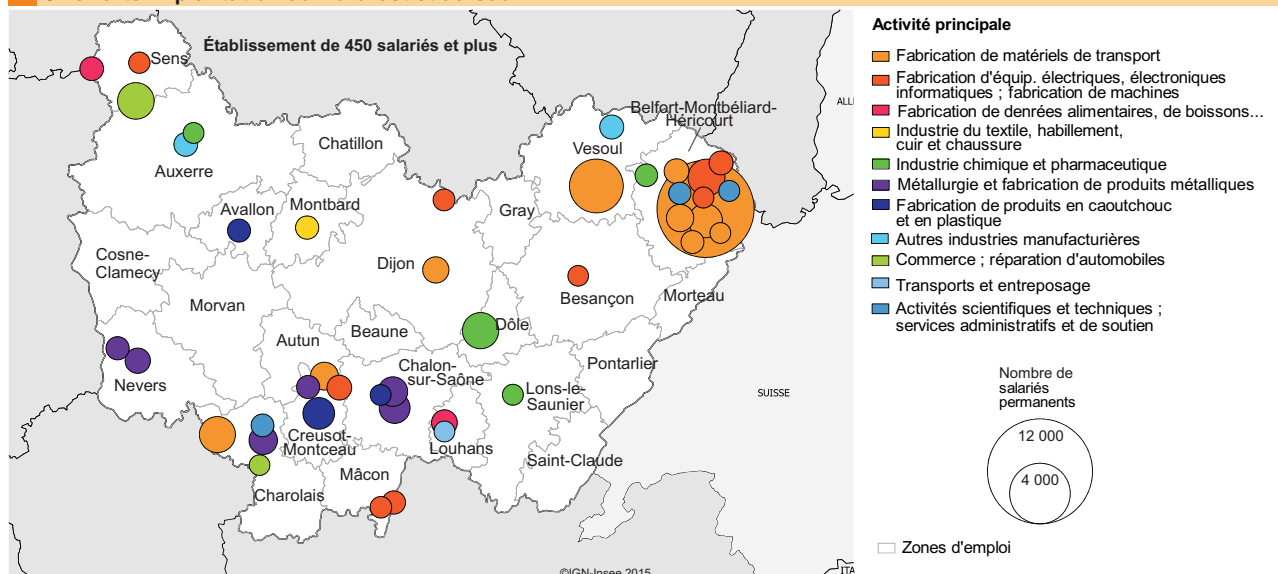 Établissement de 450 salariés et plus
Sens
Auxerre
Chatillon
Avallon
Montbard
Cosne-
Clamecy
Morvan
Nevers
Dijon
Gray
Vesoul
Belfort-Montbéliard-
Héricourt
Besançon
Morteau
Pontarlier
Dôle
Beaune
Autun
Chalon-
sur-Saône
Lons-le-
Saunier
Creusot-
Montceau
Louhans
Saint-Claude
Mâcon
Charolais
SUISSE
©IGN-Insee 2015
Activité principale
Fabrication de matériels de transport
Fabrication d'équip. électriques, électroniques
informatiques ; fabrication de machines
Fabrication de denrées alimentaires, de boissons...
Industrie du textile, habillement,
cuir et chaussure
Industrie chimique et pharmaceutique
Métallurgie et fabrication de produits métalliques
Fabrication de produits en caoutchouc
et en plastique
Autres industries manufacturières
Commerce ; réparation d'automobiles
Transports et entreposage
Activités scientifiques et techniques ;
services administratifs et de soutien
Nombre de
salariés
permanents
12 000
4 000
Zones d'emploi